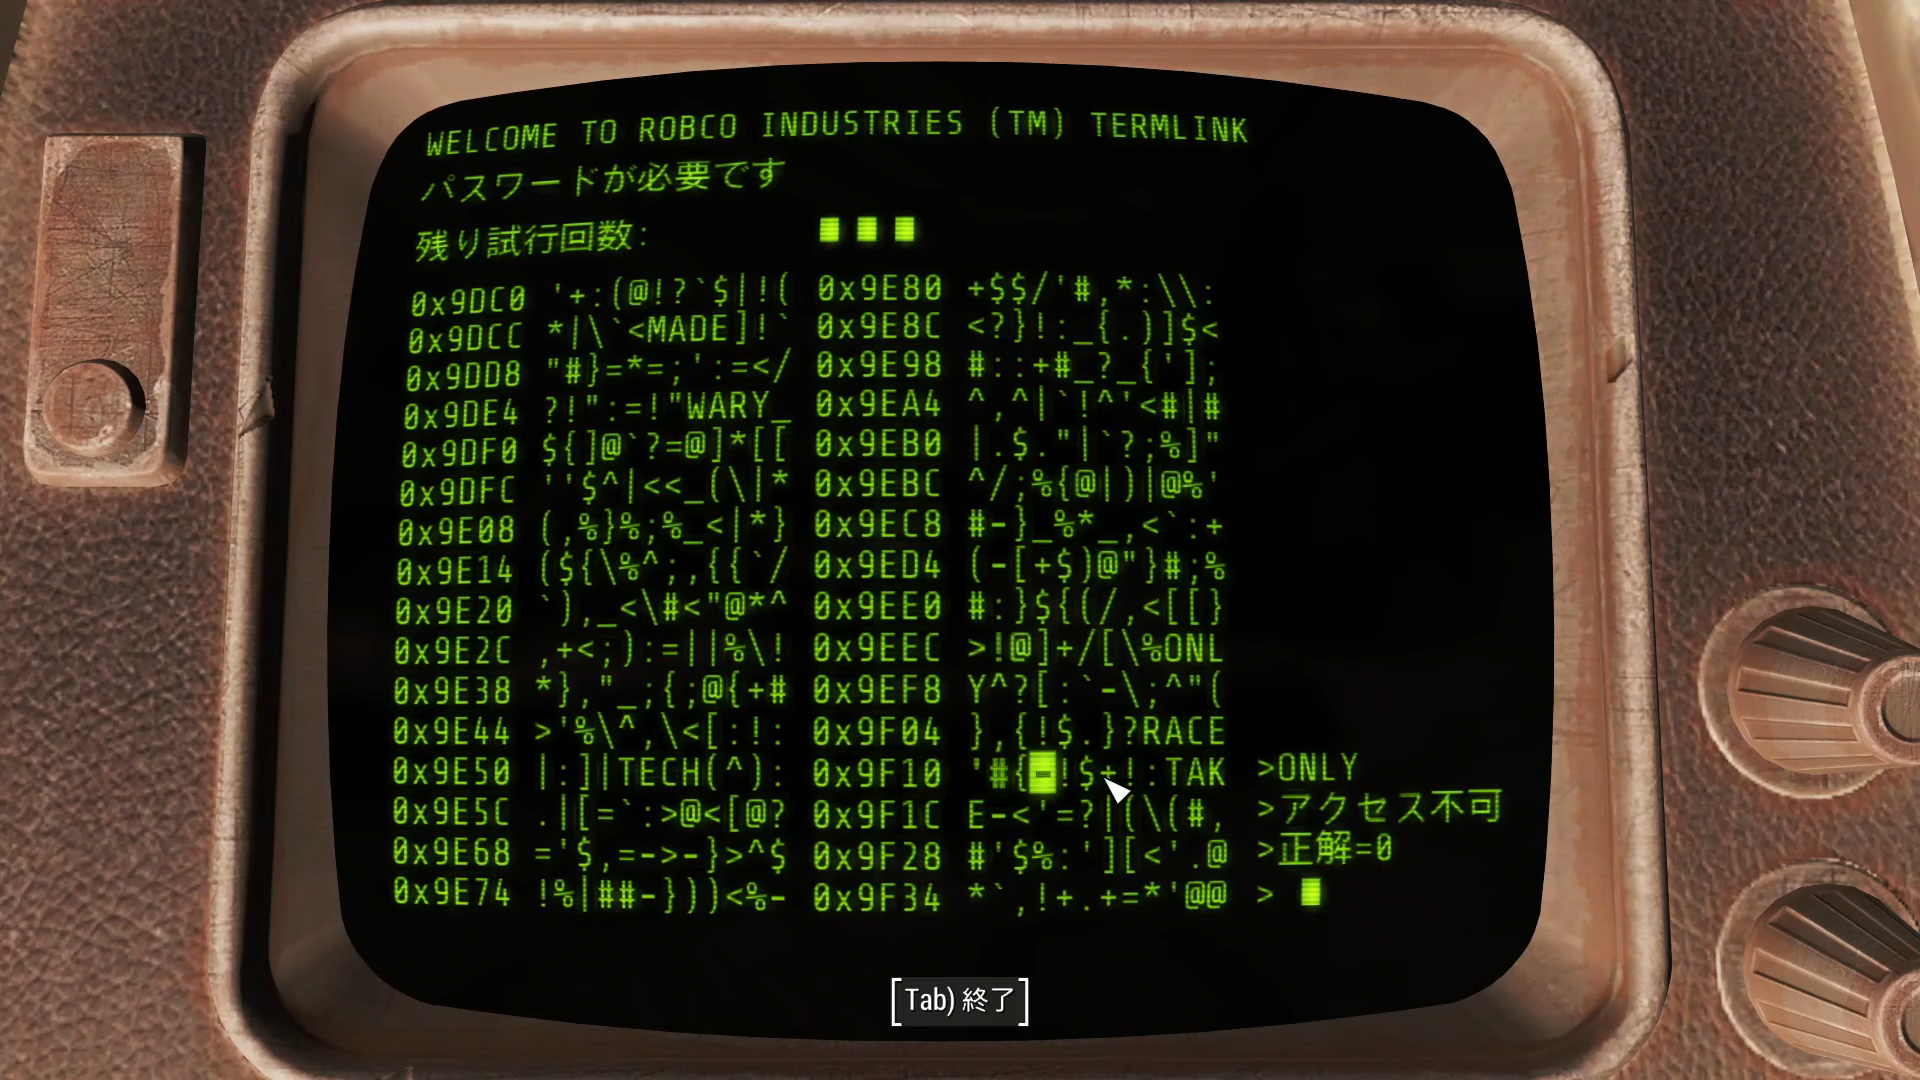 WELCOME TO ROBCO INDUSTRIES (TM) TERMLINK
パスワードが必要です
残り試行回数:
0x9DC0 '+:(@!?`$|!( 0x9E80 +$$/'#,*:\\:
0x9DCC *|\`<MADE]!` 0x9E8C <?}!:_{.)]$<
0x9DD8 "#}=*=;':=</ 0x9E98 #::+#_?_{'];
0x9DE4 ?!":=!"WARY_ 0x9EA4 ^,^|`!^'<#|#
0x9DF0 ${]@`?=@]*[[ 0x9EB0 |.$."|`?;%]"
0x9DFC ''$^|<<_(\|* 0x9EBC ^/;%{@|)|@%'
0x9E08 (,%}%;%_<|*} 0x9EC8 #-}_%*_,<`:+
0x9E14 (${\%^;,{{`/ 0x9ED4 (-[+$)@"}#;%
0x9E20 `),_<\#<"@*^ 0x9EE0 #:}${(/,<[[}
0x9E2C ,+<;):=||%\! 0x9EEC >!@]+/[\%ONL
0x9E38 *},"_;{;@{+# 0x9EF8 Y^?[:`-\;^"(
0x9E44 >'%\^,\<[:!: 0x9F04 },{!$.}?RACE
0x9E50 |:]|TECH(^): 0x9F10 '#{-!$+!:TAK >ONLY
0x9E5C .|[=`:>@<[@? 0x9F1C E-<'=?|(\(#, >アクセス不可
0x9E68 ='$,=->-}>^$ 0x9F28 #'$%:'][<'.@ >正解=0
0x9E74 !%|##-}))<%- 0x9F34 *`,!+.+=*'@@ >
Tab) 終了